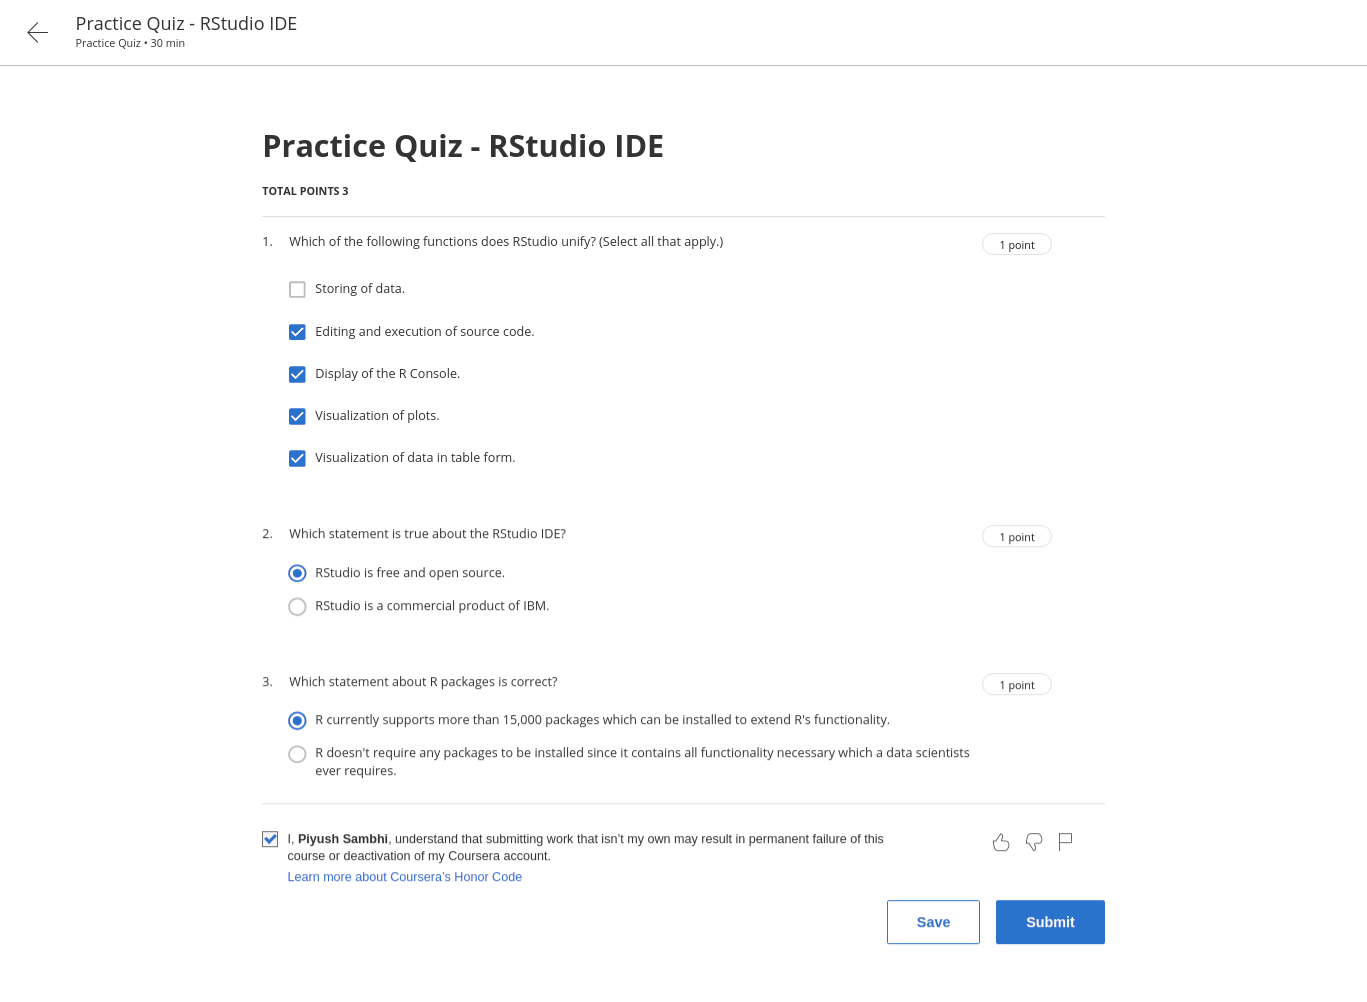 Practice Quiz - RStudio IDE
Practice Quiz • 30 min
Practice Quiz - RStudio IDE
TOTAL POINTS 3
1. Which of the following functions does RStudio unify? (Select all that apply.)
1 point
Storing of data.
Editing and execution of source code.
Display of the R Console.
Visualization of plots.
Visualization of data in table form.
2. Which statement is true about the RStudio IDE?
1 point
RStudio is free and open source.
RStudio is a commercial product of IBM.
3. Which statement about R packages is correct?
1 point
R currently supports more than 15,000 packages which can be installed to extend R's functionality.
R doesn't require any packages to be installed since it contains all functionality necessary which a data scientists
ever requires.
I, Piyush Sambhi, understand that submitting work that isn’t my own may result in permanent failure of this
course or deactivation of my Coursera account.
Learn more about Coursera’s Honor Code
Save
Submit